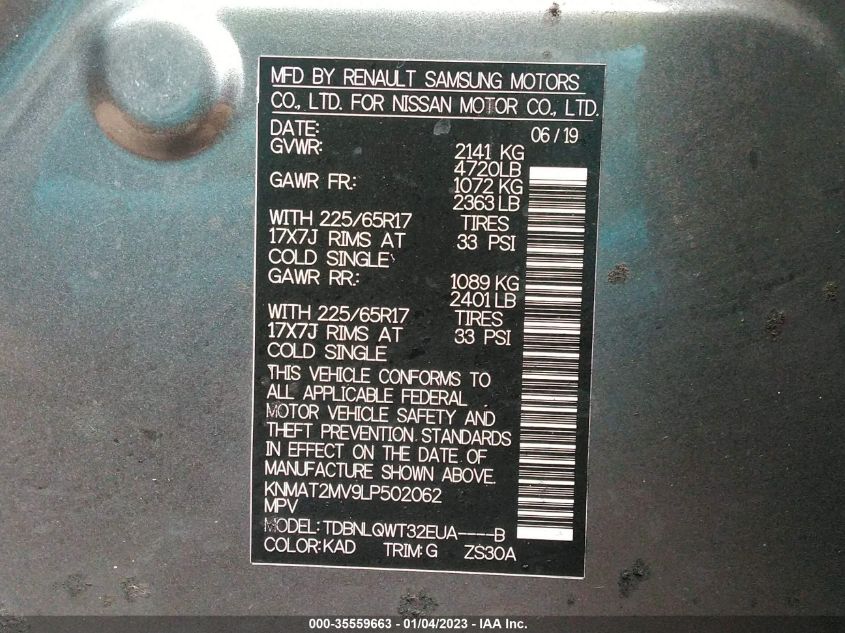 MFD BY RENAULT SAMSUNG MOTORS
CO., LTD. FOR NISSAN MOTOR CO., LTD.
DATE: 06/19
GVWR: 2141 KG
4720LB
GAWR FR: 1072 KG
2363LB
WITH 225/65R17 TIRES
17X7J RIMS AT 33 PSI
COLD SINGLE
GAWR RR: 1089 KG
2401LB
WITH 225/65R17 TIRES
17X7J RIMS AT 33 PSI
COLD SINGLE
THIS VEHICLE CONFORMS TO
ALL APPLICABLE FEDERAL
MOTOR VEHICLE SAFETY AND
THEFT PREVENTION STANDARDS
IN EFFECT ON THE DATE OF
MANUFACTURE SHOWN ABOVE.
KNMAT2MV9LP502062
MPV
MODEL: TDBNLQWT32EUA----B
COLOR: KAD TRIM: G ZS30A
000-35559663 - 01/04/2023 - IAA Inc.